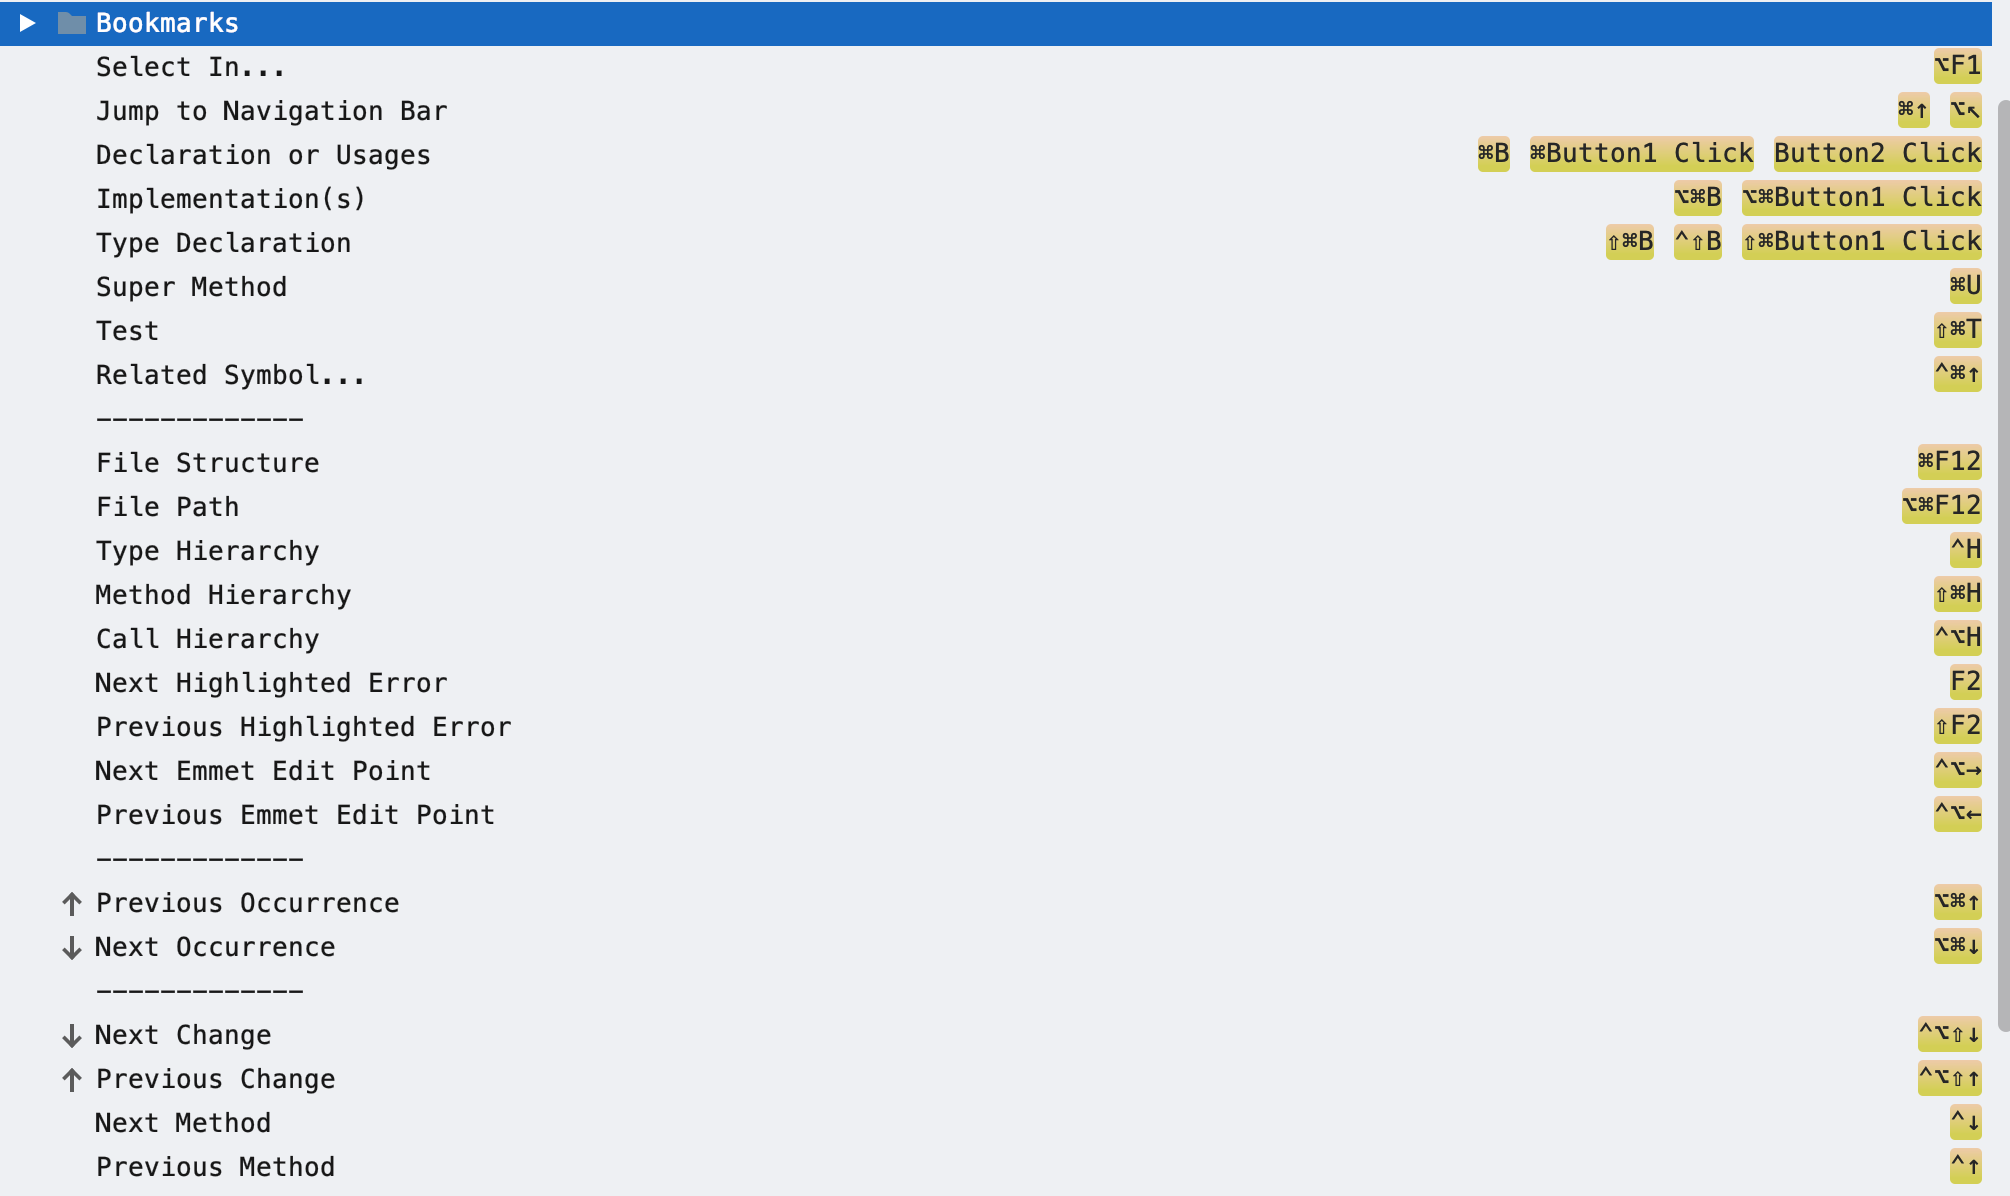 Bookmarks
Select In... ⌥F1
Jump to Navigation Bar ⌘↑ ⌥↖
Declaration or Usages ⌘B ⌘Button1 Click Button2 Click
Implementation(s) ⌥⌘B ⌥⌘Button1 Click
Type Declaration ⇧⌘B ^⇧B ⇧⌘Button1 Click
Super Method ⌘U
Test ⇧⌘T
Related Symbol... ^⌘↑
-------------
File Structure ⌘F12
File Path ⌥⌘F12
Type Hierarchy ^H
Method Hierarchy ⇧⌘H
Call Hierarchy ^⌥H
Next Highlighted Error F2
Previous Highlighted Error ⇧F2
Next Emmet Edit Point ^⌥→
Previous Emmet Edit Point ^⌥←
-------------
Previous Occurrence ⌥⌘↑
Next Occurrence ⌥⌘↓
-------------
Next Change ^⌥⇧↓
Previous Change ^⌥⇧↑
Next Method ^↓
Previous Method ^↑